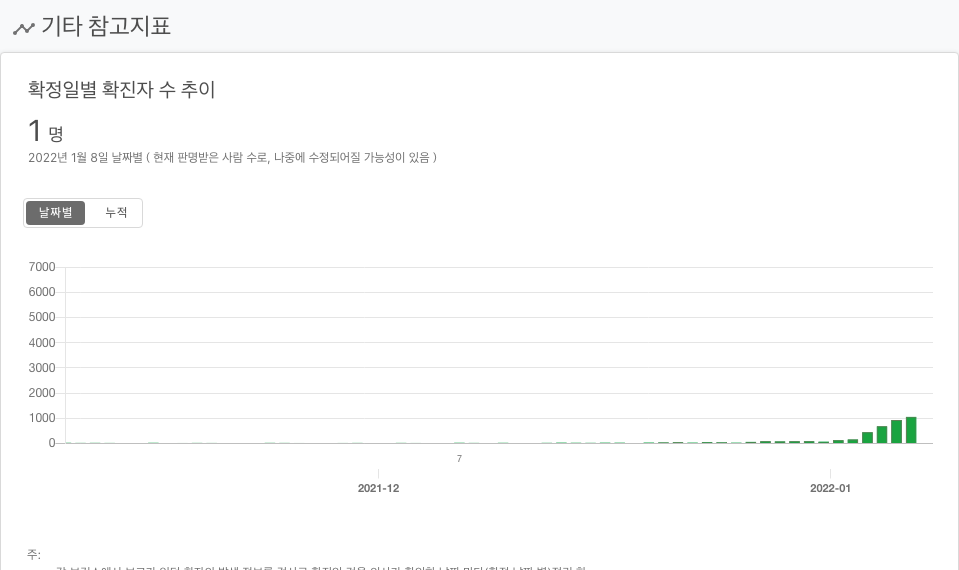 기타 참고지표
확정일별 확진자 수 추이
1 명
2022년 1월 8일 날짜별 ( 현재 판명받은 사람 수로, 나중에 수정되어질 가능성이 있음 )
날짜별 누적
7000
6000
5000
4000
3000
2000
1000
0
7
2021-12 2022-01
주: